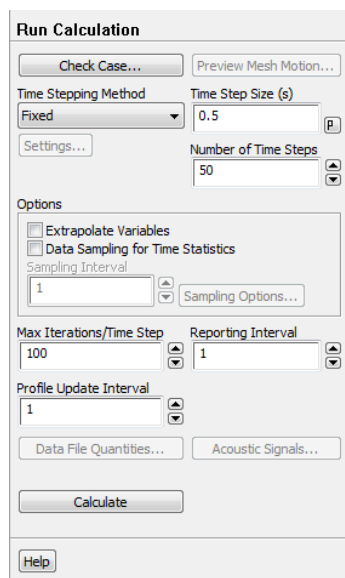 Run Calculation
Check Case...
Preview Mesh Motion...
Time Stepping Method
Time Step Size (s)
Fixed
0.5
P
Settings...
Number of Time Steps
50
Options
Extrapolate Variables
Data Sampling for Time Statistics
Sampling Interval
1
Sampling Options...
Max Iterations/Time Step
Reporting Interval
100
1
Profile Update Interval
1
Data File Quantities...
Acoustic Signals...
Calculate
Help